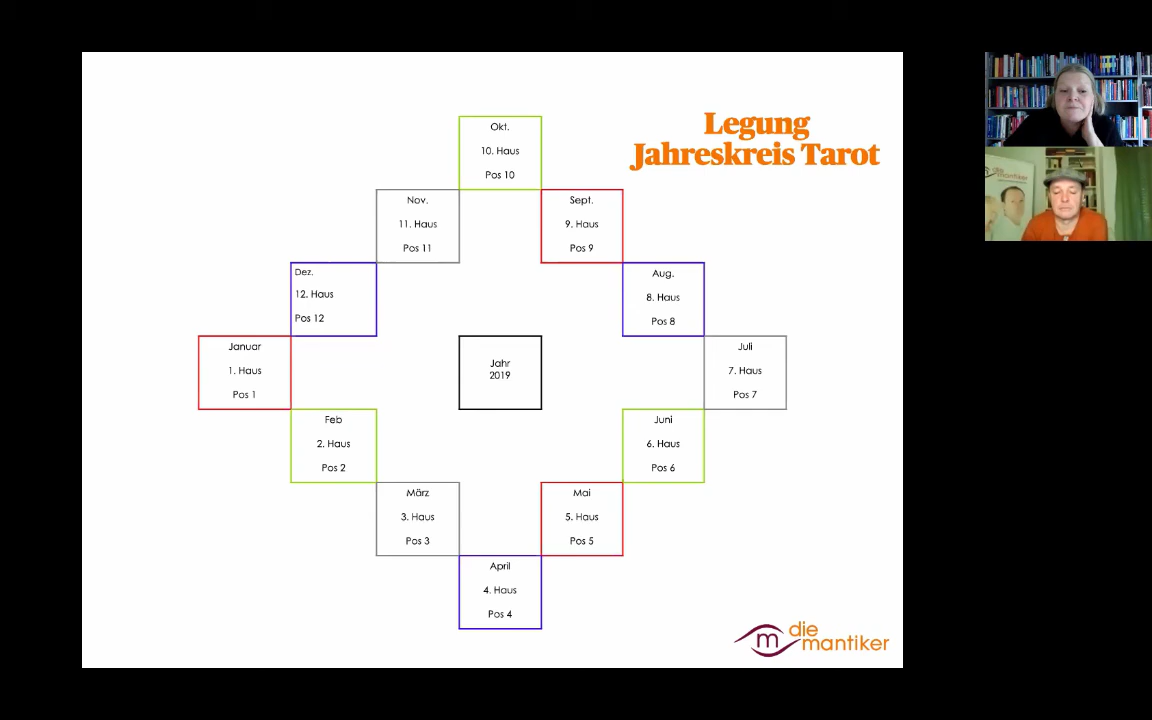 Legung
Jahreskreis Tarot
Okt.
10. Haus
Pos 10
Nov.
11. Haus
Pos 11
Sept.
9. Haus
Pos 9
Dez.
12. Haus
Pos 12
Aug.
8. Haus
Pos 8
Januar
1. Haus
Pos 1
Jahr
2019
Juli
7. Haus
Pos 7
Feb
2. Haus
Pos 2
Juni
6. Haus
Pos 6
März
3. Haus
Pos 3
Mai
5. Haus
Pos 5
April
4. Haus
Pos 4
m
die
mantiker
die
mantiker